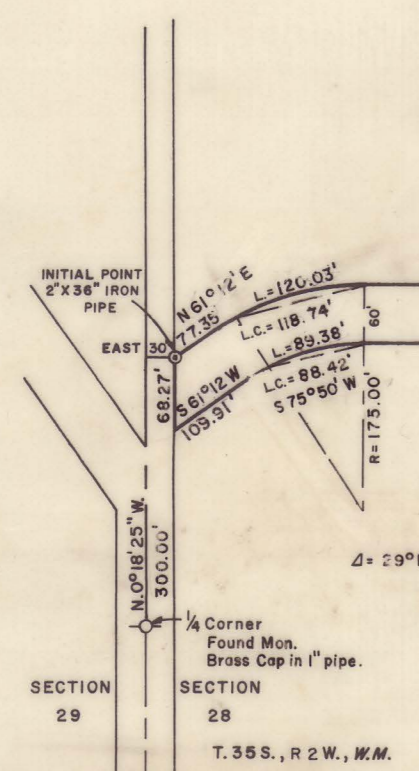 INITIAL POINT
2" X 36" IRON
PIPE
N 61° 12' E
77.35'
L.= 120.03'
L.C.= 118.74'
60'
EAST
30
L.= 89.38'
L.C.= 88.42'
S 75° 50' W
68.27'
S 61° 12' W
109.91'
R = 175.00'
N. 0° 18' 25" W.
300.00'
Δ = 29°
1/4 Corner
Found Mon.
Brass Cap in 1" pipe.
SECTION
29
SECTION
28
T. 35 S., R 2 W., W.M.